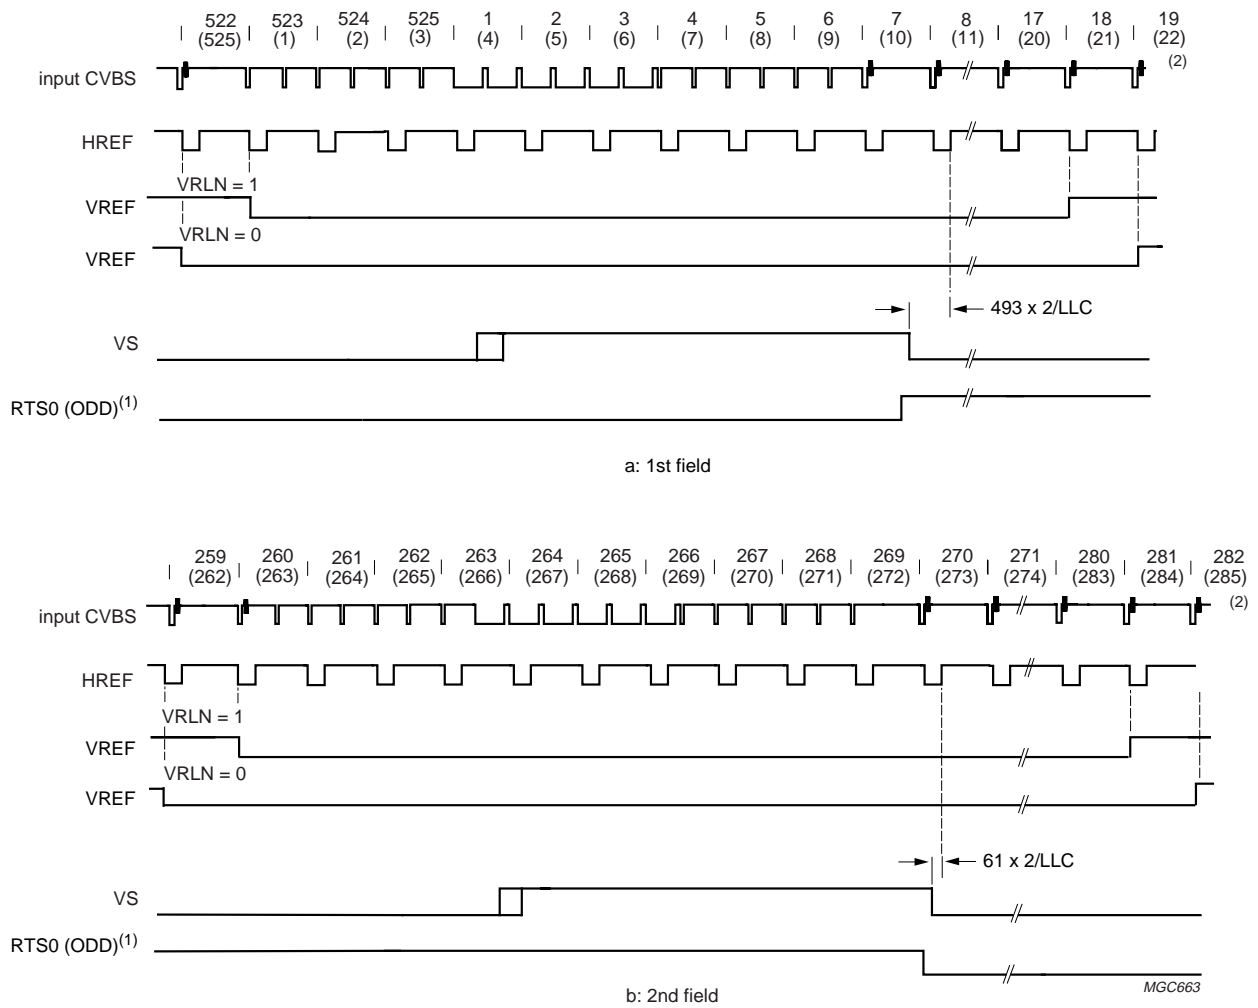 522 523 524 525 1 2 3 4 5 6 7 8 17 18 19
(525) (1) (2) (3) (4) (5) (6) (7) (8) (9) (10) (11) (20) (21) (22)
input CVBS
(2)
HREF
VRLN = 1
VREF
VRLN = 0
VREF
493 x 2/LLC
VS
RTS0 (ODD)(1)
a: 1st field
259 260 261 262 263 264 265 266 267 268 269 270 271 280 281 282
(262) (263) (264) (265) (266) (267) (268) (269) (270) (271) (272) (273) (274) (283) (284) (285)
input CVBS
(2)
HREF
VRLN = 1
VREF
VRLN = 0
VREF
61 x 2/LLC
VS
RTS0 (ODD)(1)
MGC663
b: 2nd field